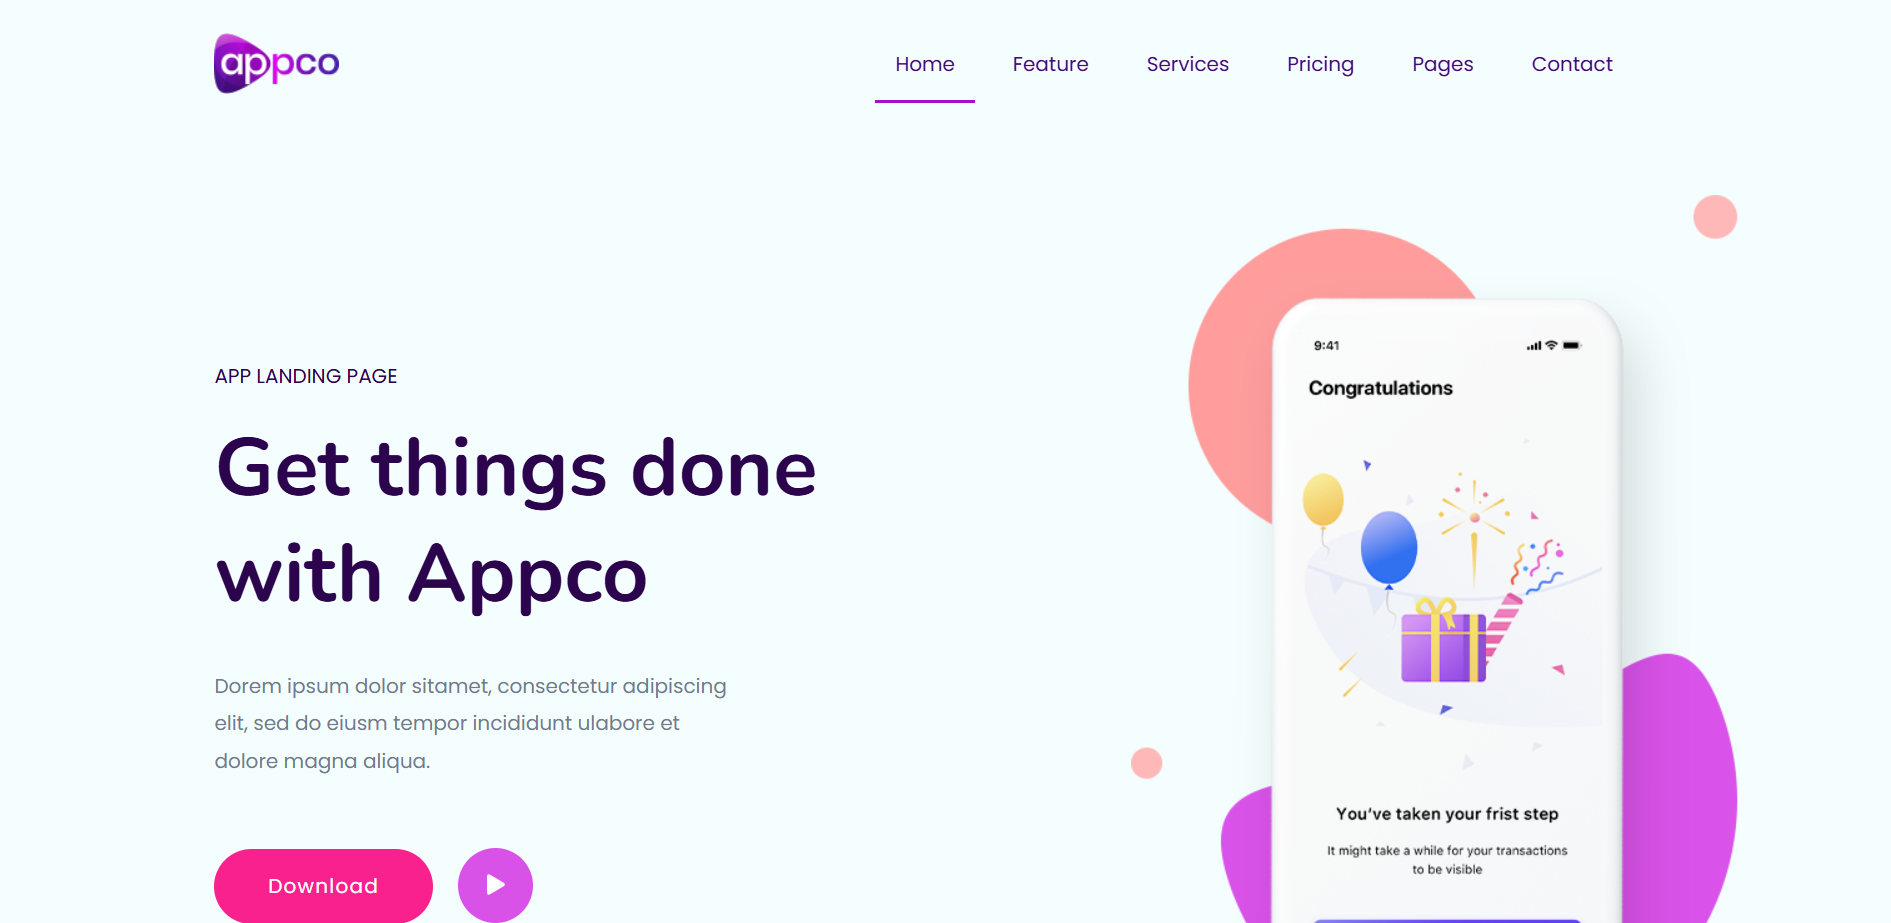 appco
Home Feature Services Pricing Pages Contact
APP LANDING PAGE
Get things done
with Appco
Dorem ipsum dolor sitamet, consectetur adipiscing
elit, sed do eiusm tempor incididunt ulabore et
dolore magna aliqua.
Download
9:41
Congratulations
You've taken your frist step
It might take a while for your transactions
to be visible